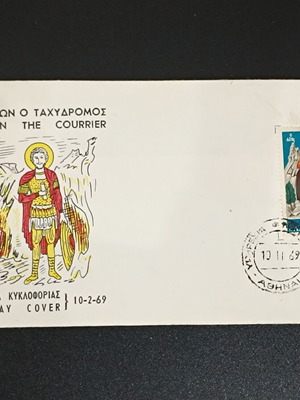 ΩΝ Ο ΤΑΧΥΔΡΟΜΟΣ
N THE COURRIER
ΚΥΚΛΟΦΟΡΙΑΣ
AY COVER
10-2-69
10 II 69
ΑΘΗΝΑΙ